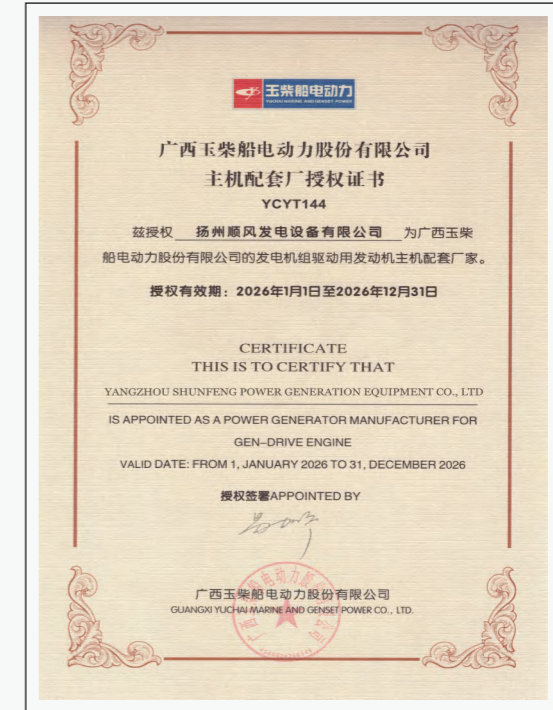 玉柴船电动力
YUCHAI MARINE AND GENSET POWER
广西玉柴船电动力股份有限公司
主机配套厂授权证书
YCYT144
兹授权 扬州顺风发电设备有限公司 为广西玉柴
船电动力股份有限公司的发电机组驱动用发动机主机配套厂家。
授权有效期：2026年1月1日至2026年12月31日
CERTIFICATE
THIS IS TO CERTIFY THAT
YANGZHOU SHUNFENG POWER GENERATION EQUIPMENT CO., LTD
IS APPOINTED AS A POWER GENERATOR MANUFACTURER FOR
GEN-DRIVE ENGINE
VALID DATE: FROM 1, JANUARY 2026 TO 31, DECEMBER 2026
授权签署APPOINTED BY
广西玉柴船电动力股份有限公司
GUANGXI YUCHAI MARINE AND GENSET POWER CO., LTD.